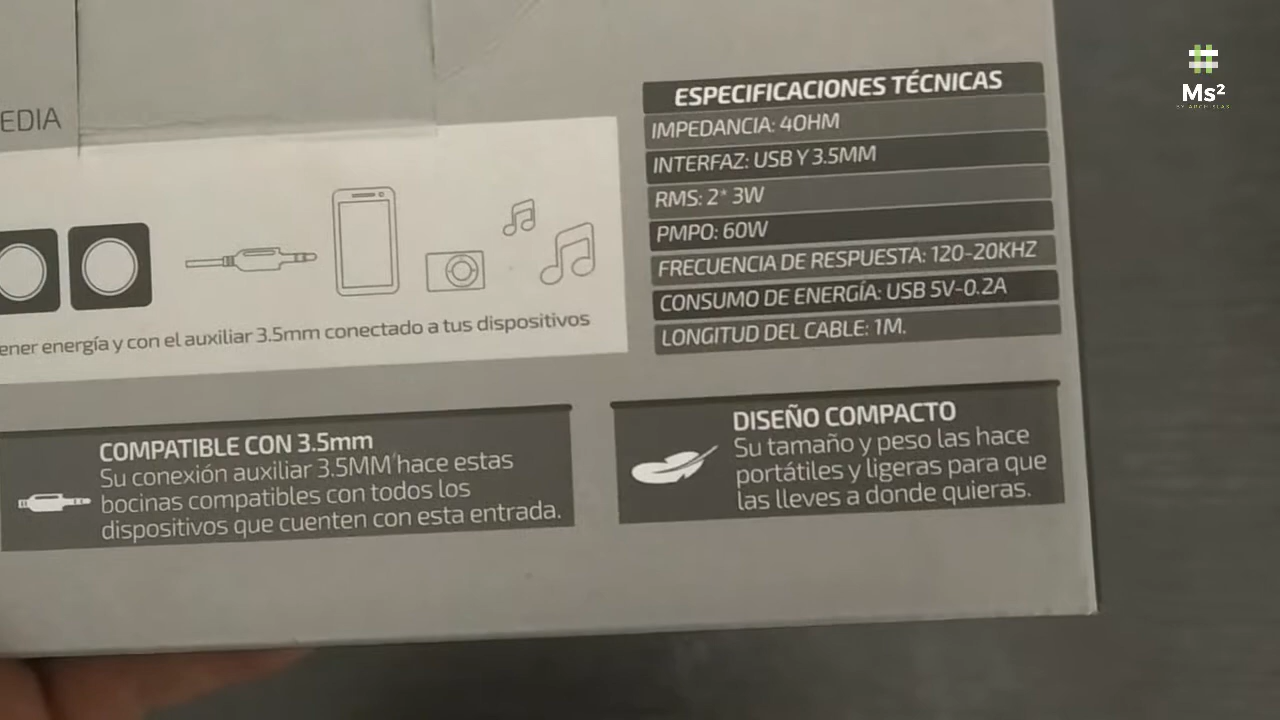 Ms²
EDIA
ESPECIFICACIONES TÉCNICAS
IMPEDANCIA: 4OHM
INTERFAZ: USB Y 3.5MM
RMS: 2* 3W
PMPO: 60W
FRECUENCIA DE RESPUESTA: 120-20KHZ
CONSUMO DE ENERGÍA: USB 5V-0.2A
LONGITUD DEL CABLE: 1M.
ener energía y con el auxiliar 3.5mm conectado a tus dispositivos
COMPATIBLE CON 3.5mm
Su conexión auxiliar 3.5MM hace estas
bocinas compatibles con todos los
dispositivos que cuenten con esta entrada.
DISEÑO COMPACTO
Su tamaño y peso las hace
portátiles y ligeras para que
las lleves a donde quieras.